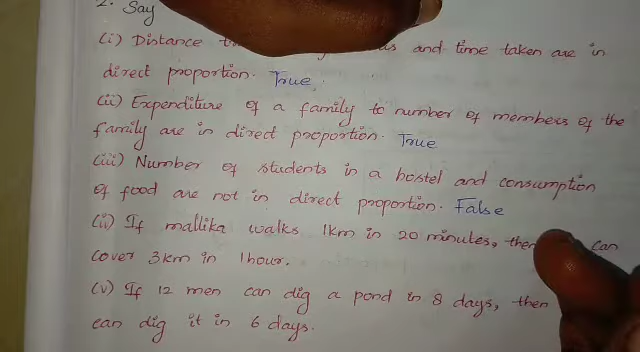 2. Say
(i) Distance and time taken are in
direct proportion. True
(ii) Expenditure of a family to number of members of the
family are in direct proportion. True
(iii) Number of students in a hostel and consumption
of food are not in direct proportion. False
(iv) If mallika walks 1km in 20 minutes, then can
cover 3km in 1hour.
(v) If 12 men can dig a pond in 8 days, then
can dig it in 6 days.